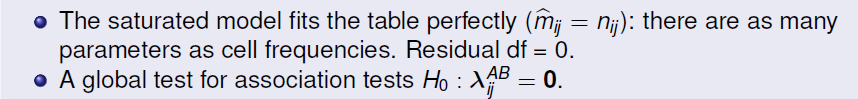 • The saturated model fits the table perfectly (m̂ᵢⱼ = nᵢⱼ): there are as many
parameters as cell frequencies. Residual df = 0.
• A global test for association tests H₀ : λᵢⱼᴬᴮ = 0.